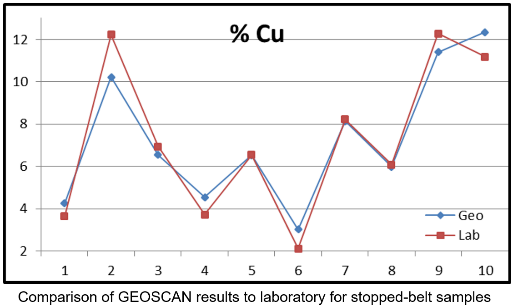 % Cu
12
10
8
6
4
2
1 2 3 4 5 6 7 8 9 10
Geo
Lab
Comparison of GEOSCAN results to laboratory for stopped-belt samples